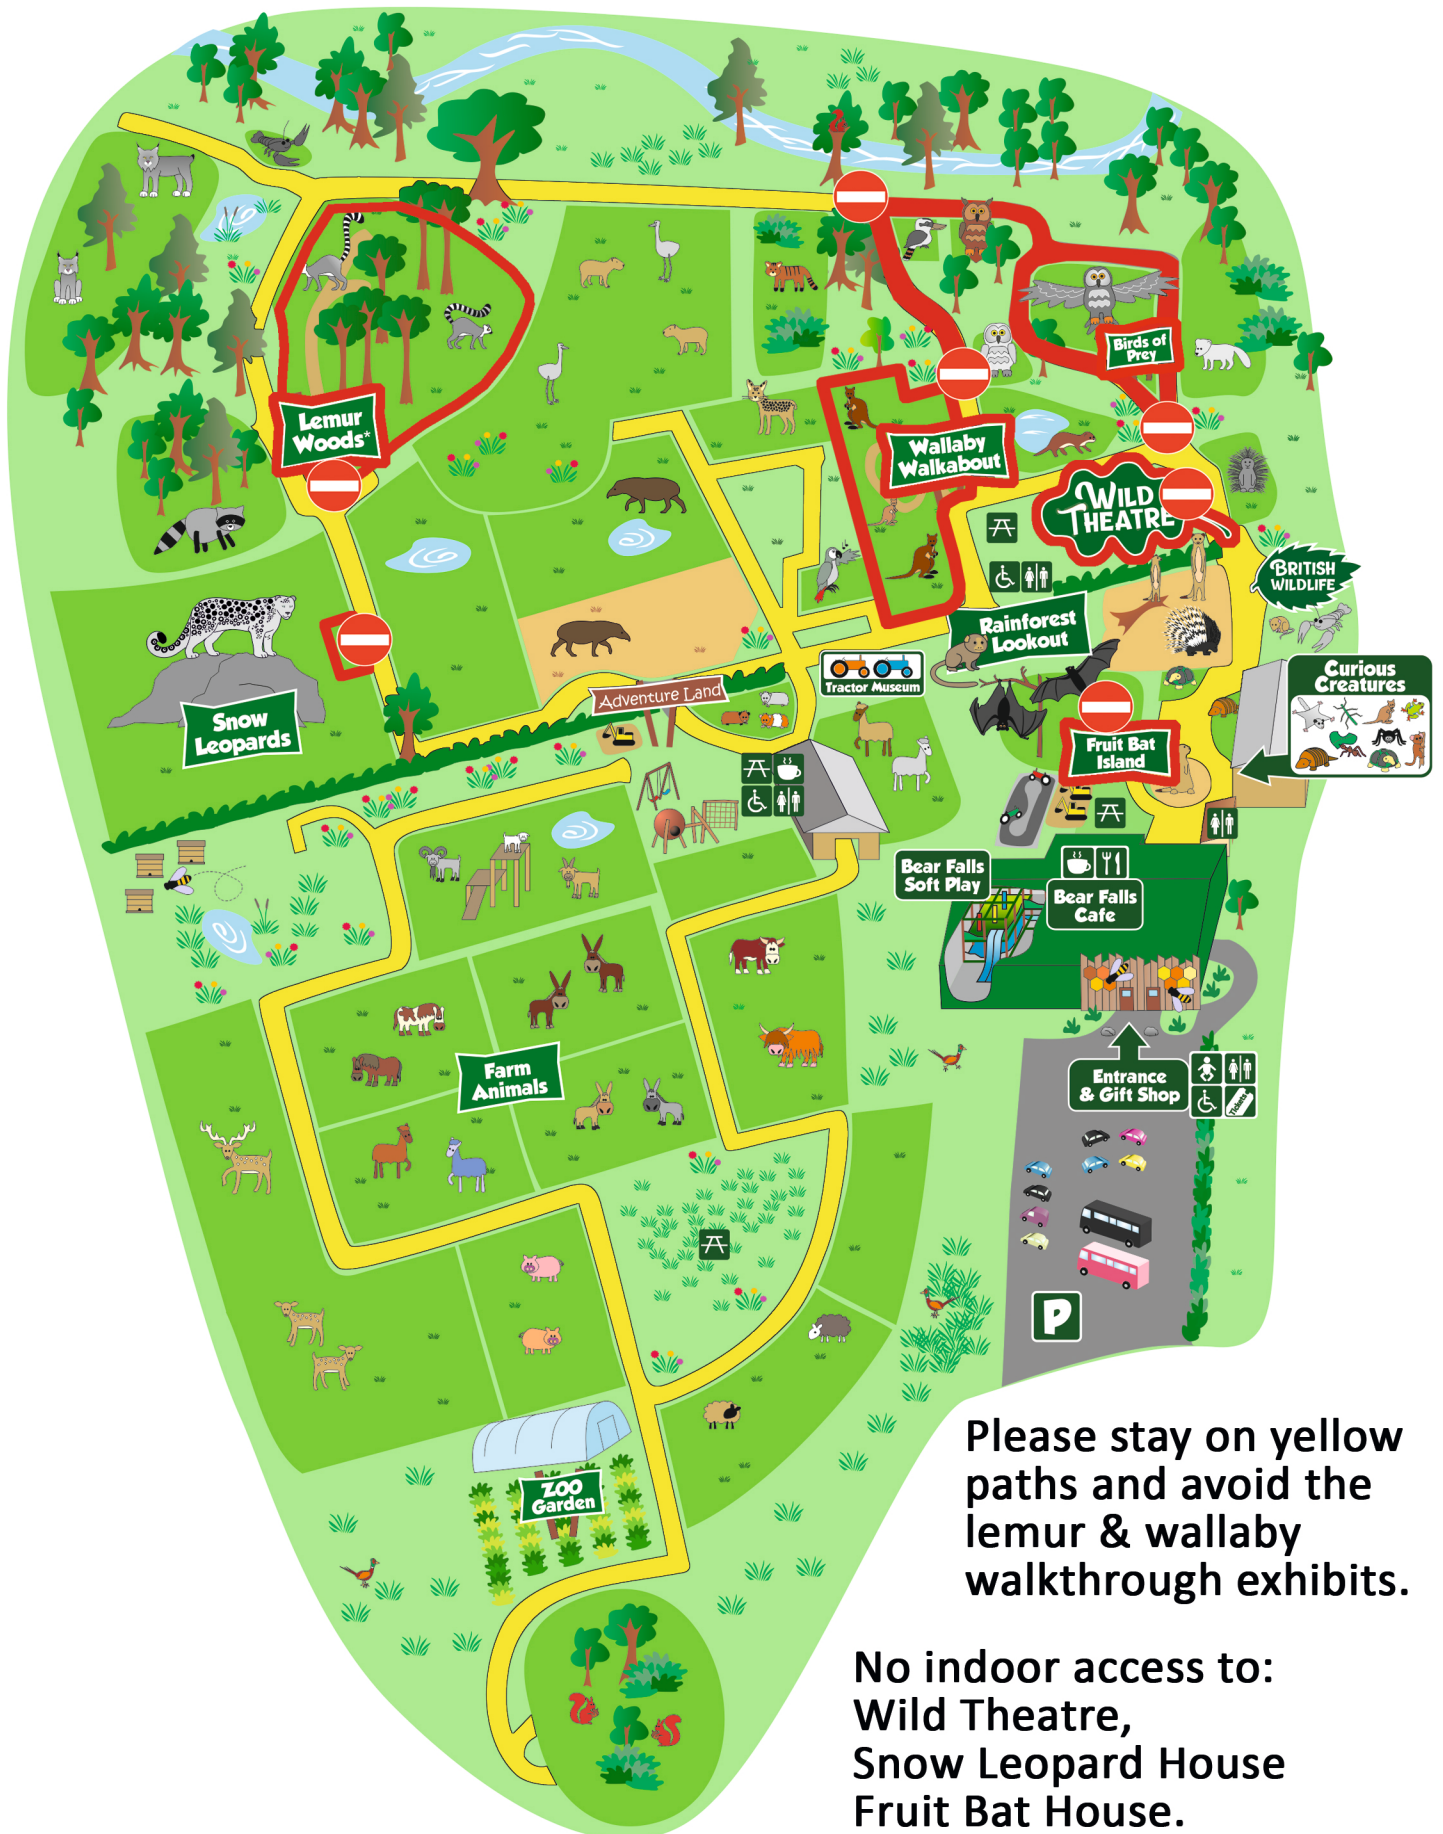 Birds of
Prey
Lemur
Woods*
Wallaby
Walkabout
WILD
THEATRE
BRITISH
WILDLIFE
Rainforest
Lookout
Tractor Museum
Curious
Creatures
Adventure Land
Snow
Leopards
Fruit Bat
Island
Bear Falls
Soft Play
Bear Falls
Cafe
Farm
Animals
Entrance
& Gift Shop
Tickets
P
Zoo
Garden
Please stay on yellow
paths and avoid the
lemur & wallaby
walkthrough exhibits.
No indoor access to:
Wild Theatre,
Snow Leopard House
Fruit Bat House.